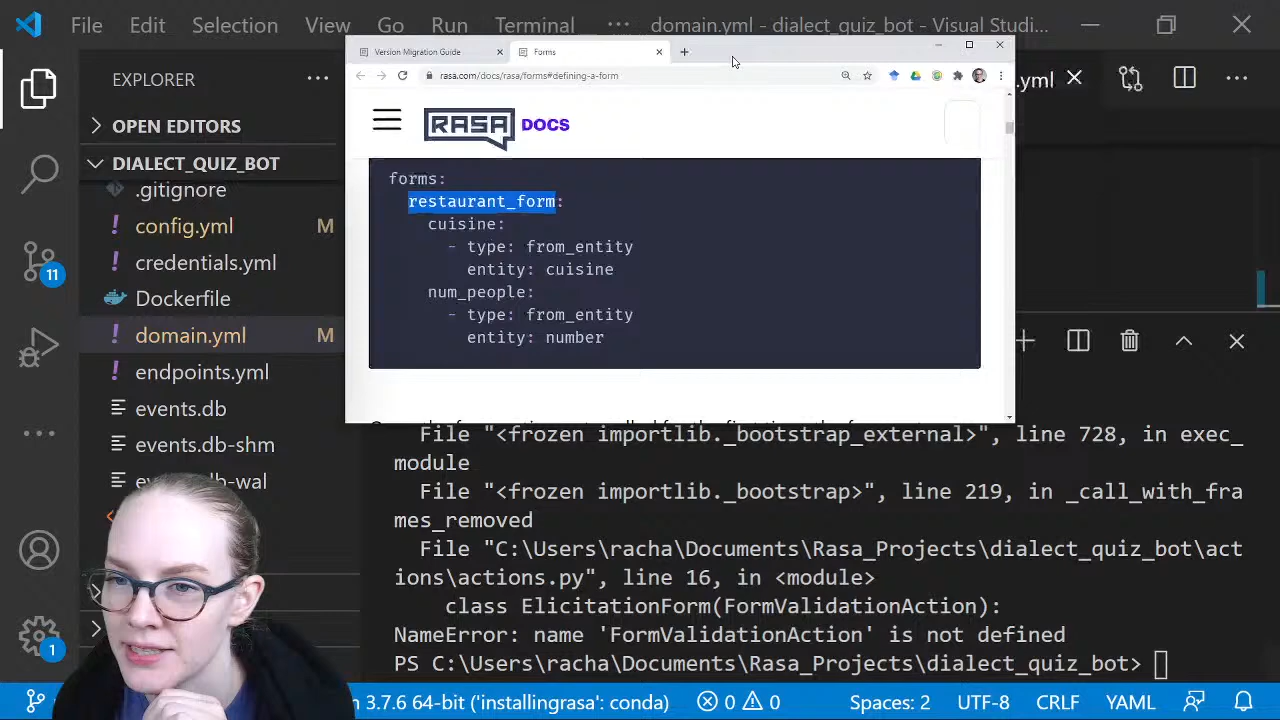 File Edit Selection View Go Run Terminal ··· domain.yml - dialect_quiz_bot - Visual Studi...
EXPLORER
OPEN EDITORS
DIALECT_QUIZ_BOT
.gitignore
config.yml M
credentials.yml
Dockerfile
domain.yml M
endpoints.yml
events.db
events.db-shm
11
1
Version Migration Guide
Forms
rasa.com/docs/rasa/forms#defining-a-form
RASA DOCS
forms:
restaurant_form:
cuisine:
- type: from_entity
entity: cuisine
num_people:
- type: from_entity
entity: number
.yml
File "<frozen importlib._bootstrap_external>", line 728, in exec_
module
File "<frozen importlib._bootstrap>", line 219, in _call_with_fra
mes_removed
File "C:\Users\racha\Documents\Rasa_Projects\dialect_quiz_bot\act
ions\actions.py", line 16, in <module>
class ElicitationForm(FormValidationAction):
NameError: name 'FormValidationAction' is not defined
PS C:\Users\racha\Documents\Rasa_Projects\dialect_quiz_bot>
3.7.6 64-bit ('installingrasa': conda) 0 0 Spaces: 2 UTF-8 CRLF YAML